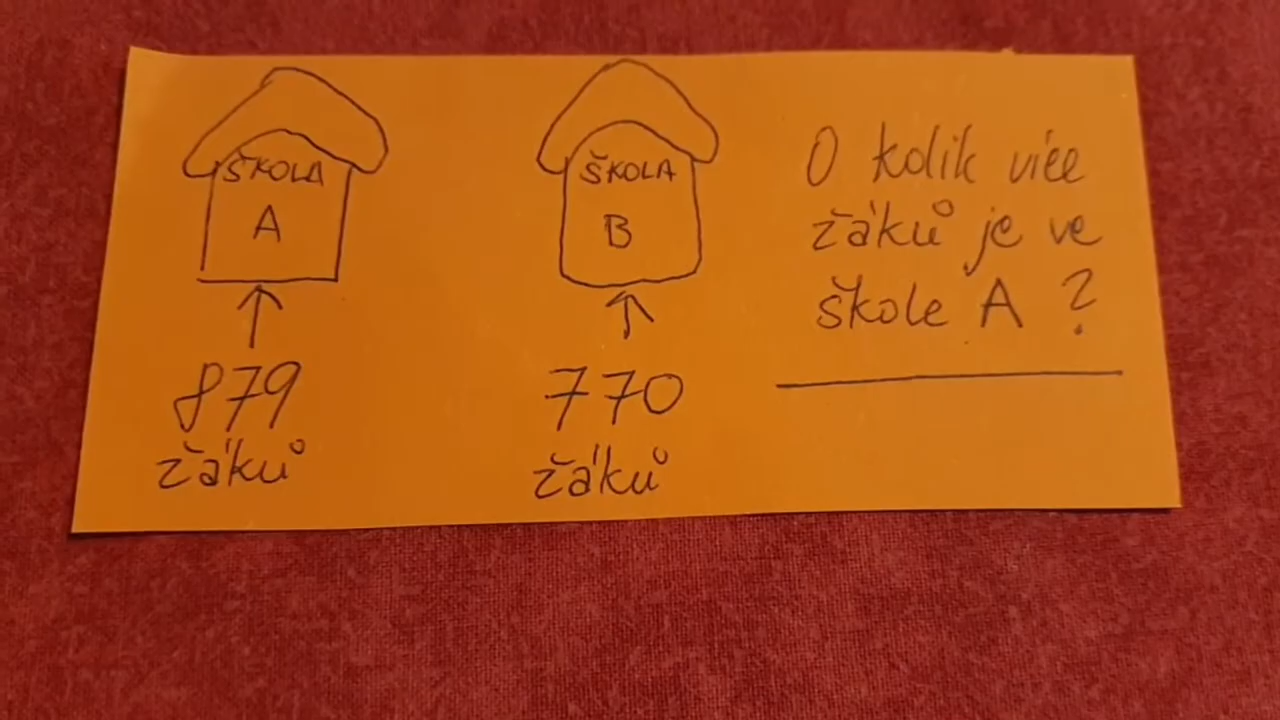 ŠKOLA
A
879
žáků
ŠKOLA
B
770
žáků
O kolik více
žáků je ve
škole A ?